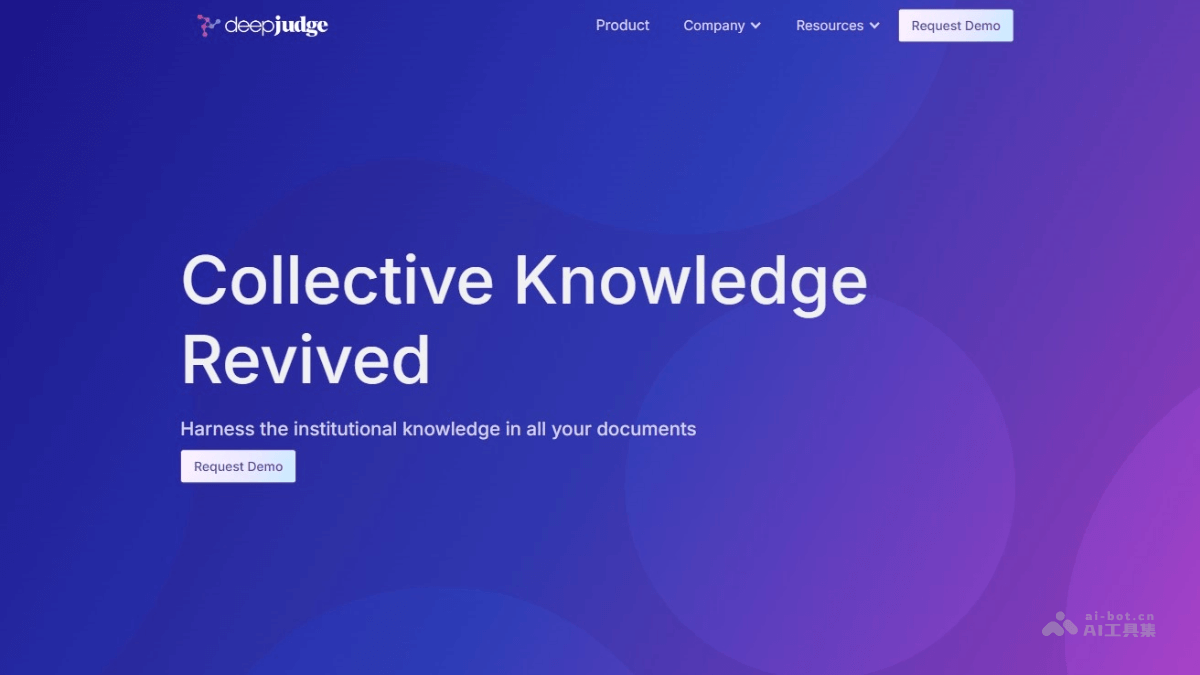 deepjudge
Product Company Resources Request Demo
Collective Knowledge
Revived
Harness the institutional knowledge in all your documents
Request Demo
ai-bot.cn
AI工具集